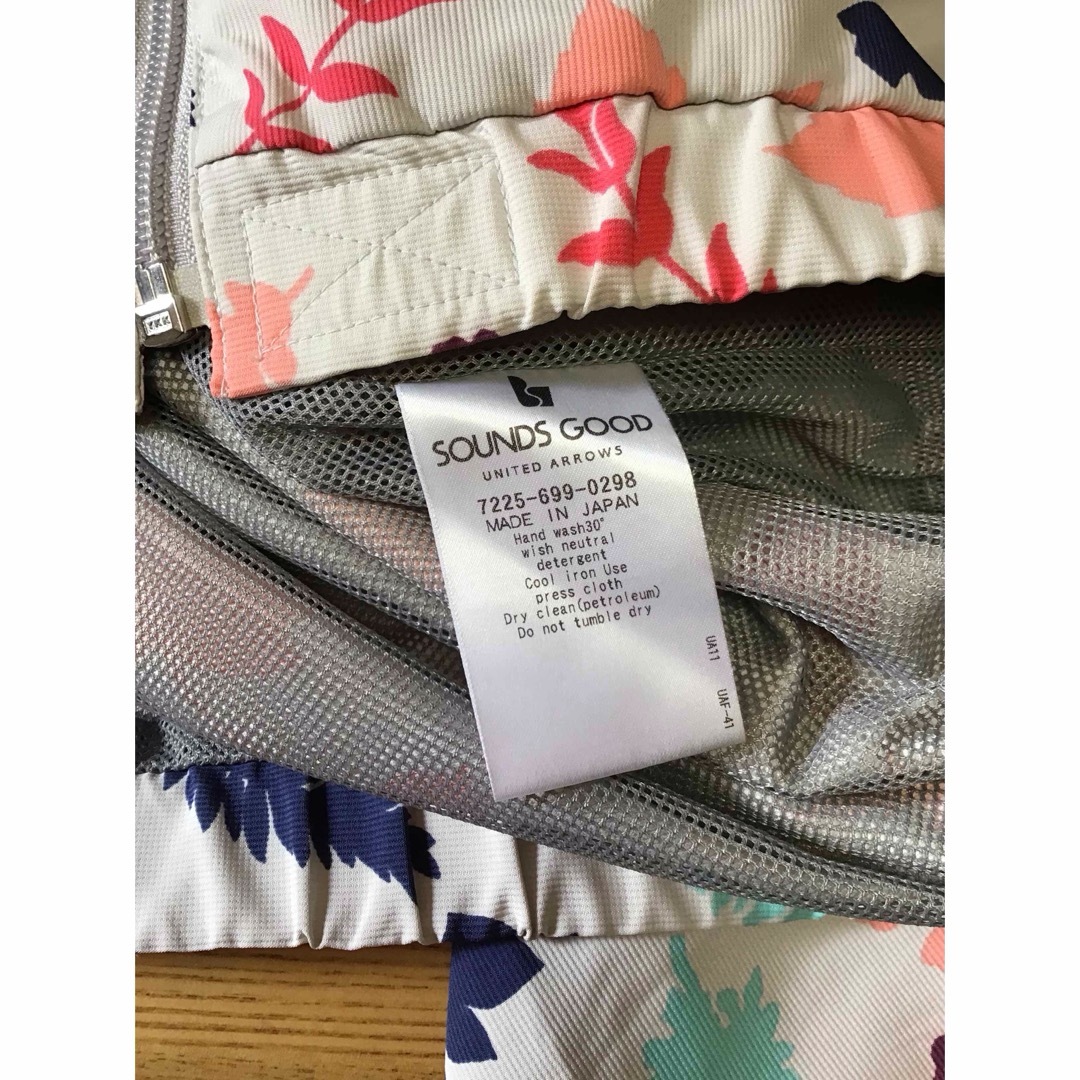 YKK
SOUNDS GOOD
UNITED ARROWS
7225-699-0298
MADE IN JAPAN
Hand wash30°
wish neutral
detergent
Cool iron Use
press cloth
Dry clean(petroleum)
Do not tumble dry
UA11
UAF-41